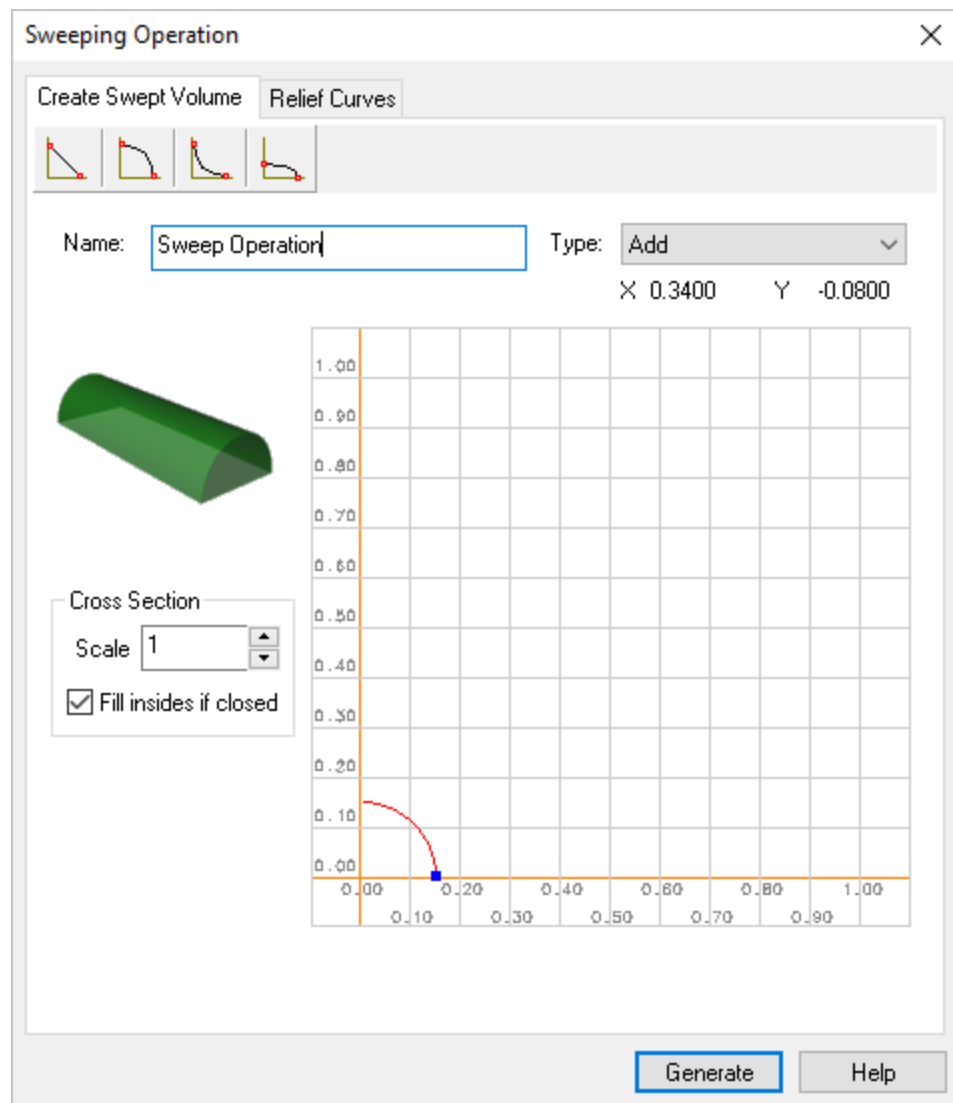 Sweeping Operation
Create Swept Volume Relief Curves
Name: Sweep Operation Type: Add
X 0.3400 Y -0.0800
1.00
0.90
0.80
0.70
0.60
Cross Section
0.50
Scale 1
0.40
Fill insides if closed
0.30
0.20
0.10
0.00
0.00 0.20 0.40 0.60 0.80 1.00
0.10 0.30 0.50 0.70 0.90
Generate Help